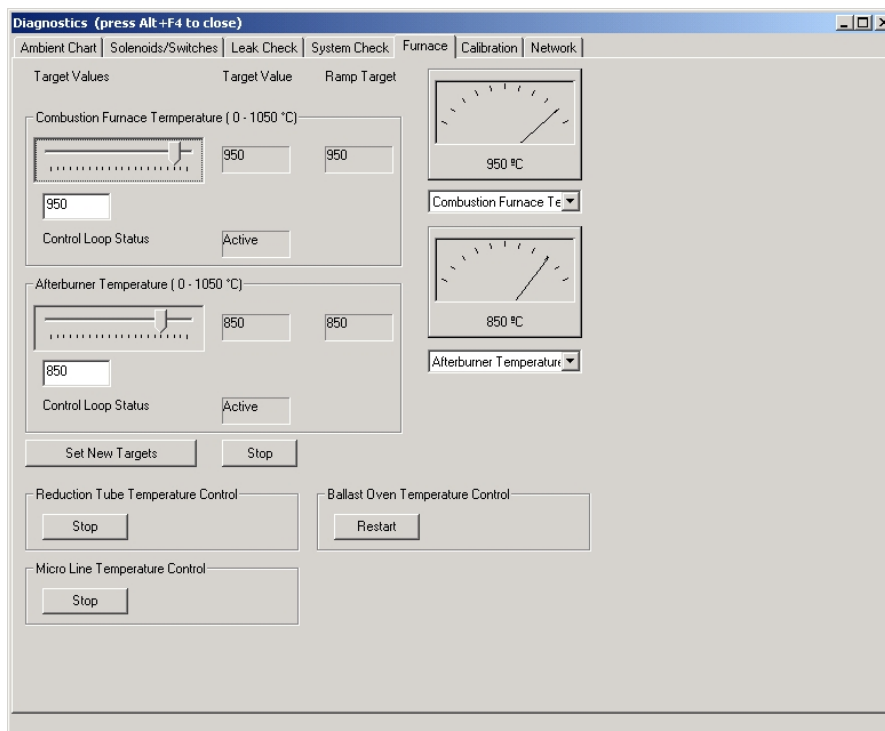 Diagnostics (press Alt+F4 to close)
Ambient Chart Solenoids/Switches Leak Check System Check Furnace Calibration Network
Target Values Target Value Ramp Target
Combustion Furnace Termperature ( 0 - 1050 °C)
950 950
950 ºC
950
Combustion Furnace Te
Control Loop Status Active
Afterburner Temperature ( 0 - 1050 °C)
850 850
850 ºC
850
Afterburner Temperature
Control Loop Status Active
Set New Targets Stop
Reduction Tube Temperature Control
Stop
Ballast Oven Temperature Control
Restart
Micro Line Temperature Control
Stop